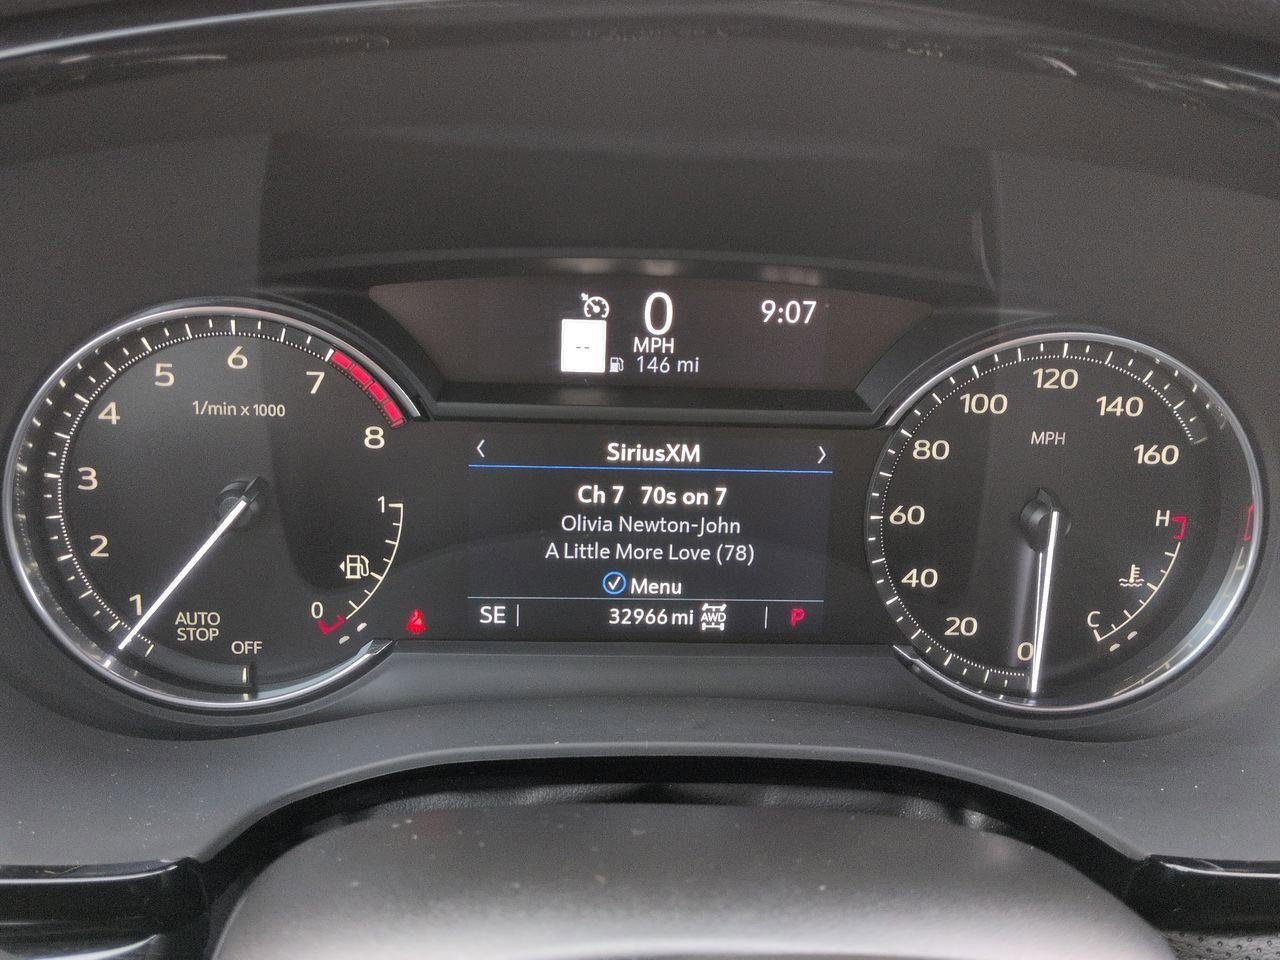 0
9:07
MPH
--
146 mi
5
6
7
4
1/min x 1000
8
3
2
1
1
0
AUTO
STOP
OFF
< SiriusXM >
Ch 7 70s on 7
Olivia Newton-John
A Little More Love (78)
Menu
SE
32966 mi
AWD
P
120
100
140
MPH
80
160
60
H
40
C
20
0